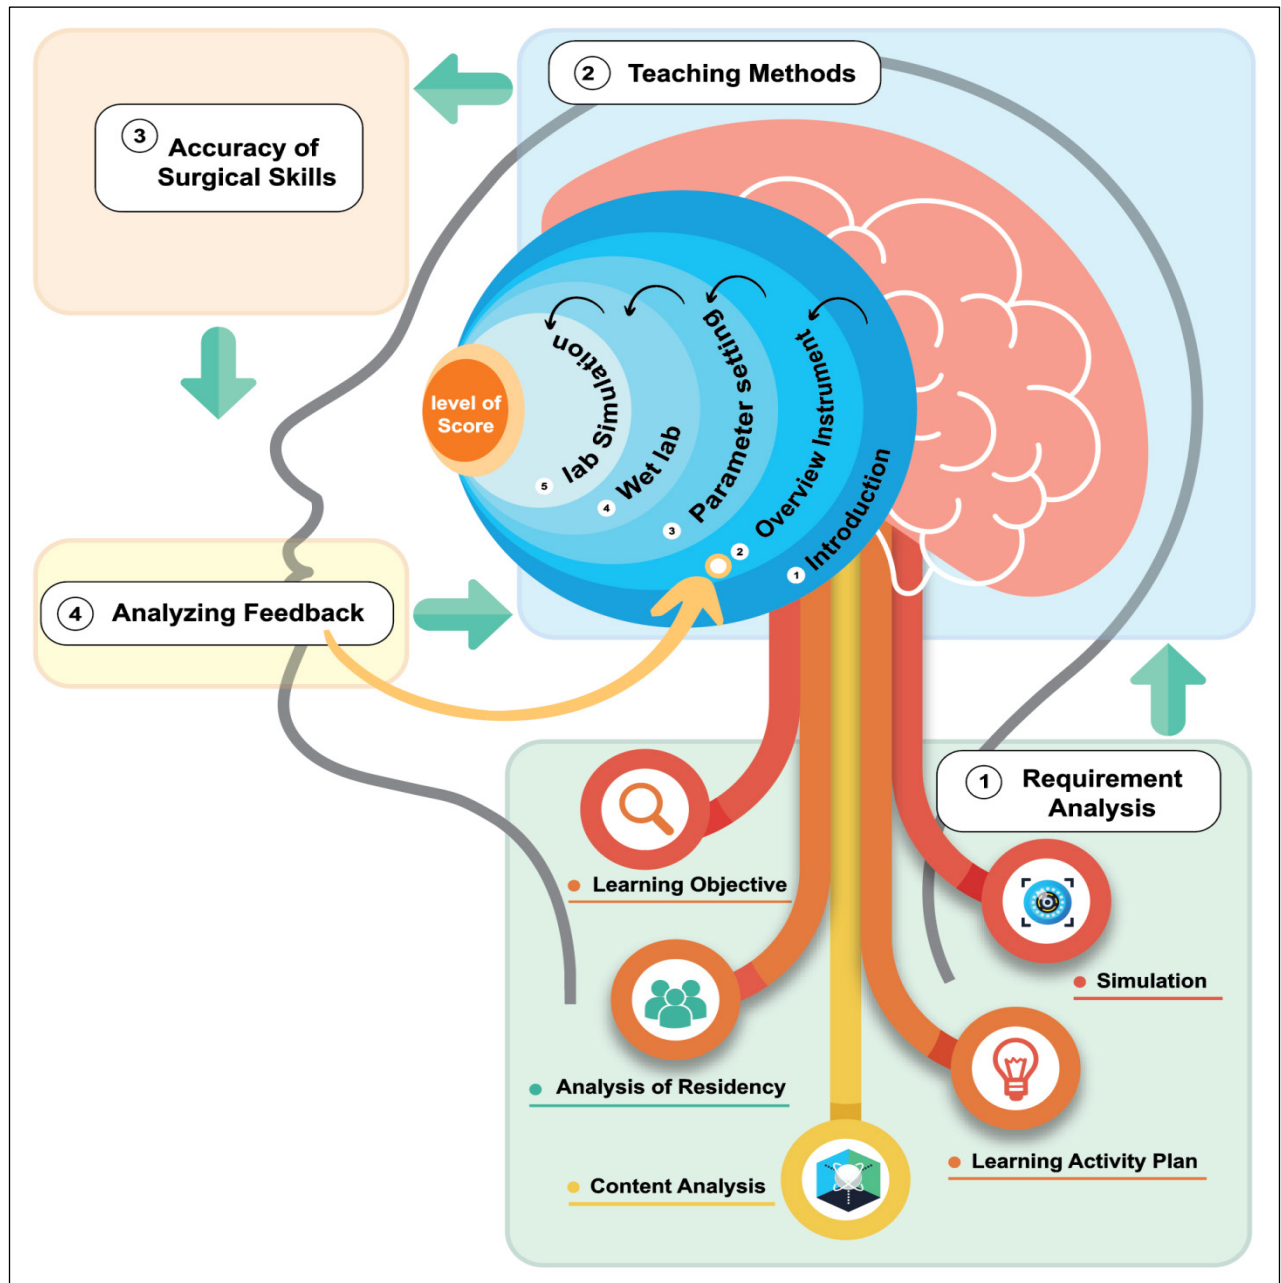 2 Teaching Methods
3 Accuracy of
Surgical Skills
level of
Score
5 lab Simulation
4 Wet lab
3 Parameter setting
2 Overview Instrument
1 Introduction
4 Analyzing Feedback
1 Requirement
Analysis
Learning Objective
Simulation
Analysis of Residency
Learning Activity Plan
Content Analysis